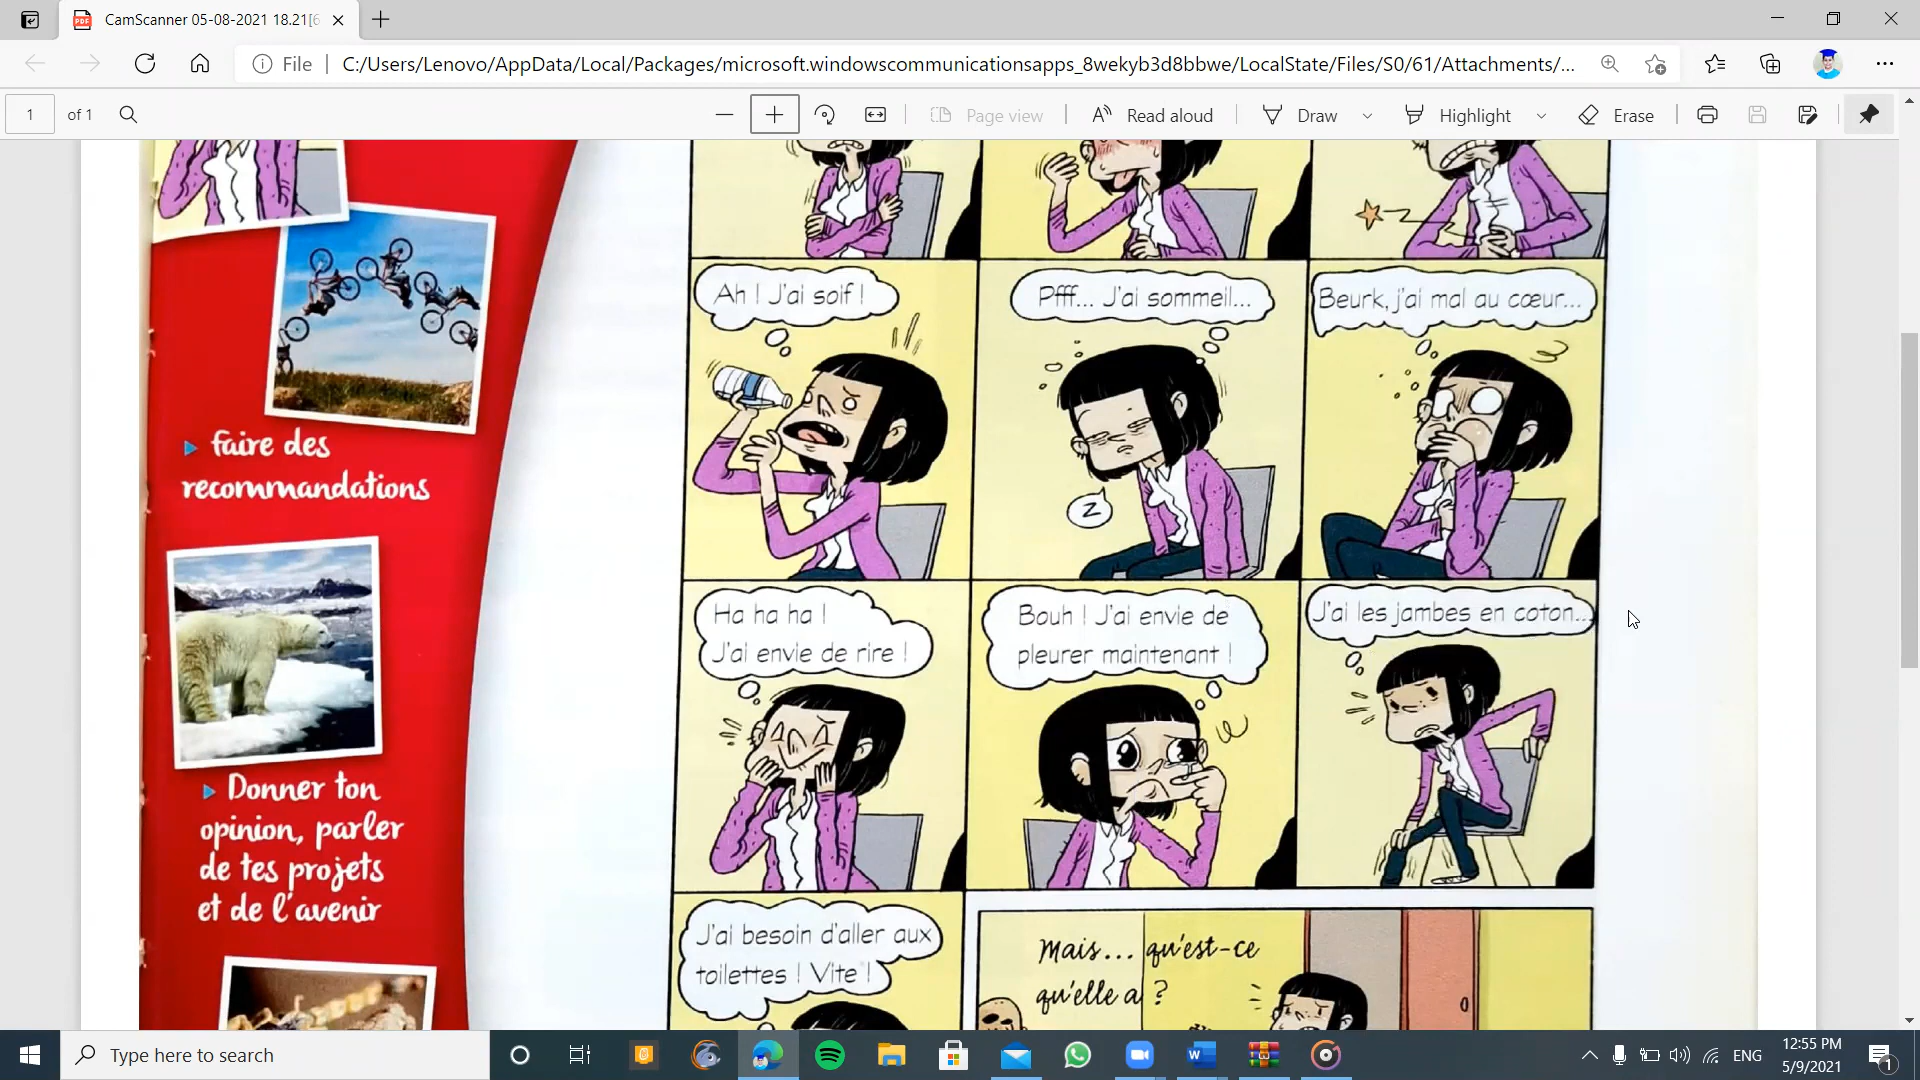 CamScanner 05-08-2021 18.21[6
File
C:/Users/Lenovo/AppData/Local/Packages/microsoft.windowscommunicationsapps_8wekyb3d8bbwe/LocalState/Files/S0/61/Attachments/...
1 of 1
Page view
Read aloud
Draw
Highlight
Erase
faire des
recommandations
Donner ton
opinion, parler
de tes projets
et de l'avenir
Ah ! J'ai soif !
Pfff... J'ai sommeil...
Z
Beurk, j'ai mal au cœur...
Ha ha ha !
J'ai envie de rire !
Bouh ! J'ai envie de
pleurer maintenant !
J'ai les jambes en coton...
J'ai besoin d'aller aux
toilettes ! Vite !
Mais... qu'est-ce
qu'elle a ?
Type here to search
ENG
12:55 PM
5/9/2021
1